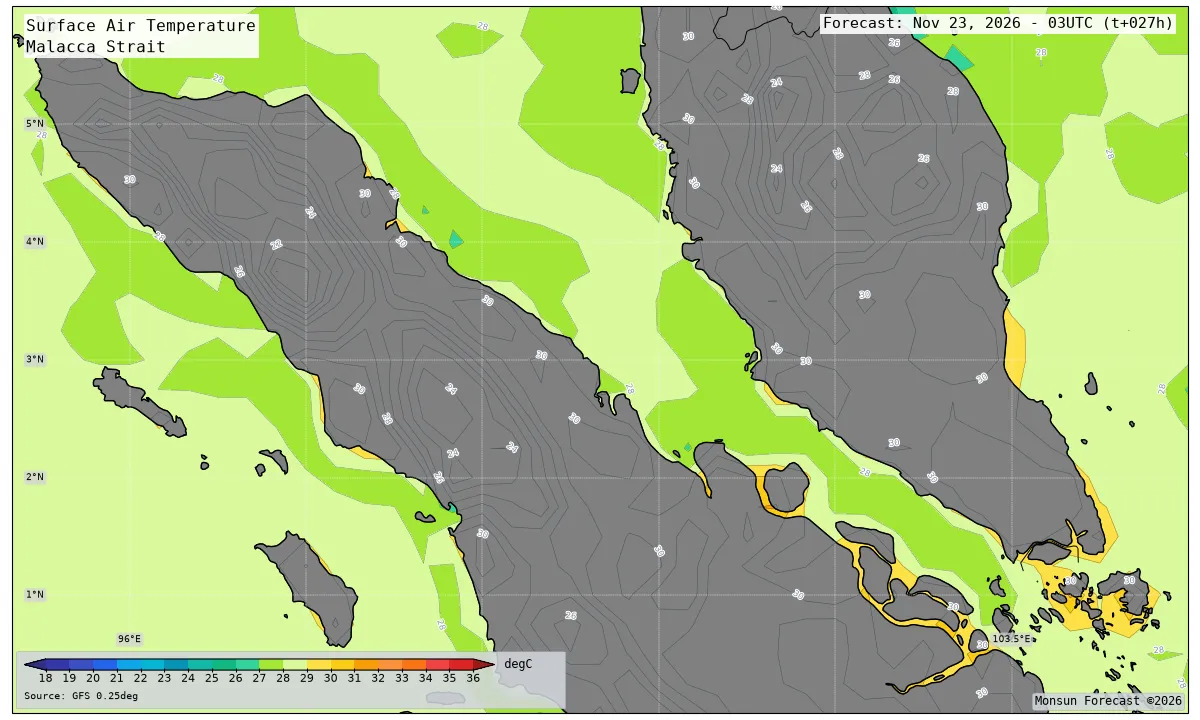 Surface Air Temperature
Malacca Strait
Forecast: Nov 23, 2026 - 03UTC (t+027h)
5°N
4°N
3°N
2°N
1°N
96°E
103.5°E
degC
18 19 20 21 22 23 24 25 26 27 28 29 30 31 32 33 34 35 36
Source: GFS 0.25deg
Monsun Forecast ©2026